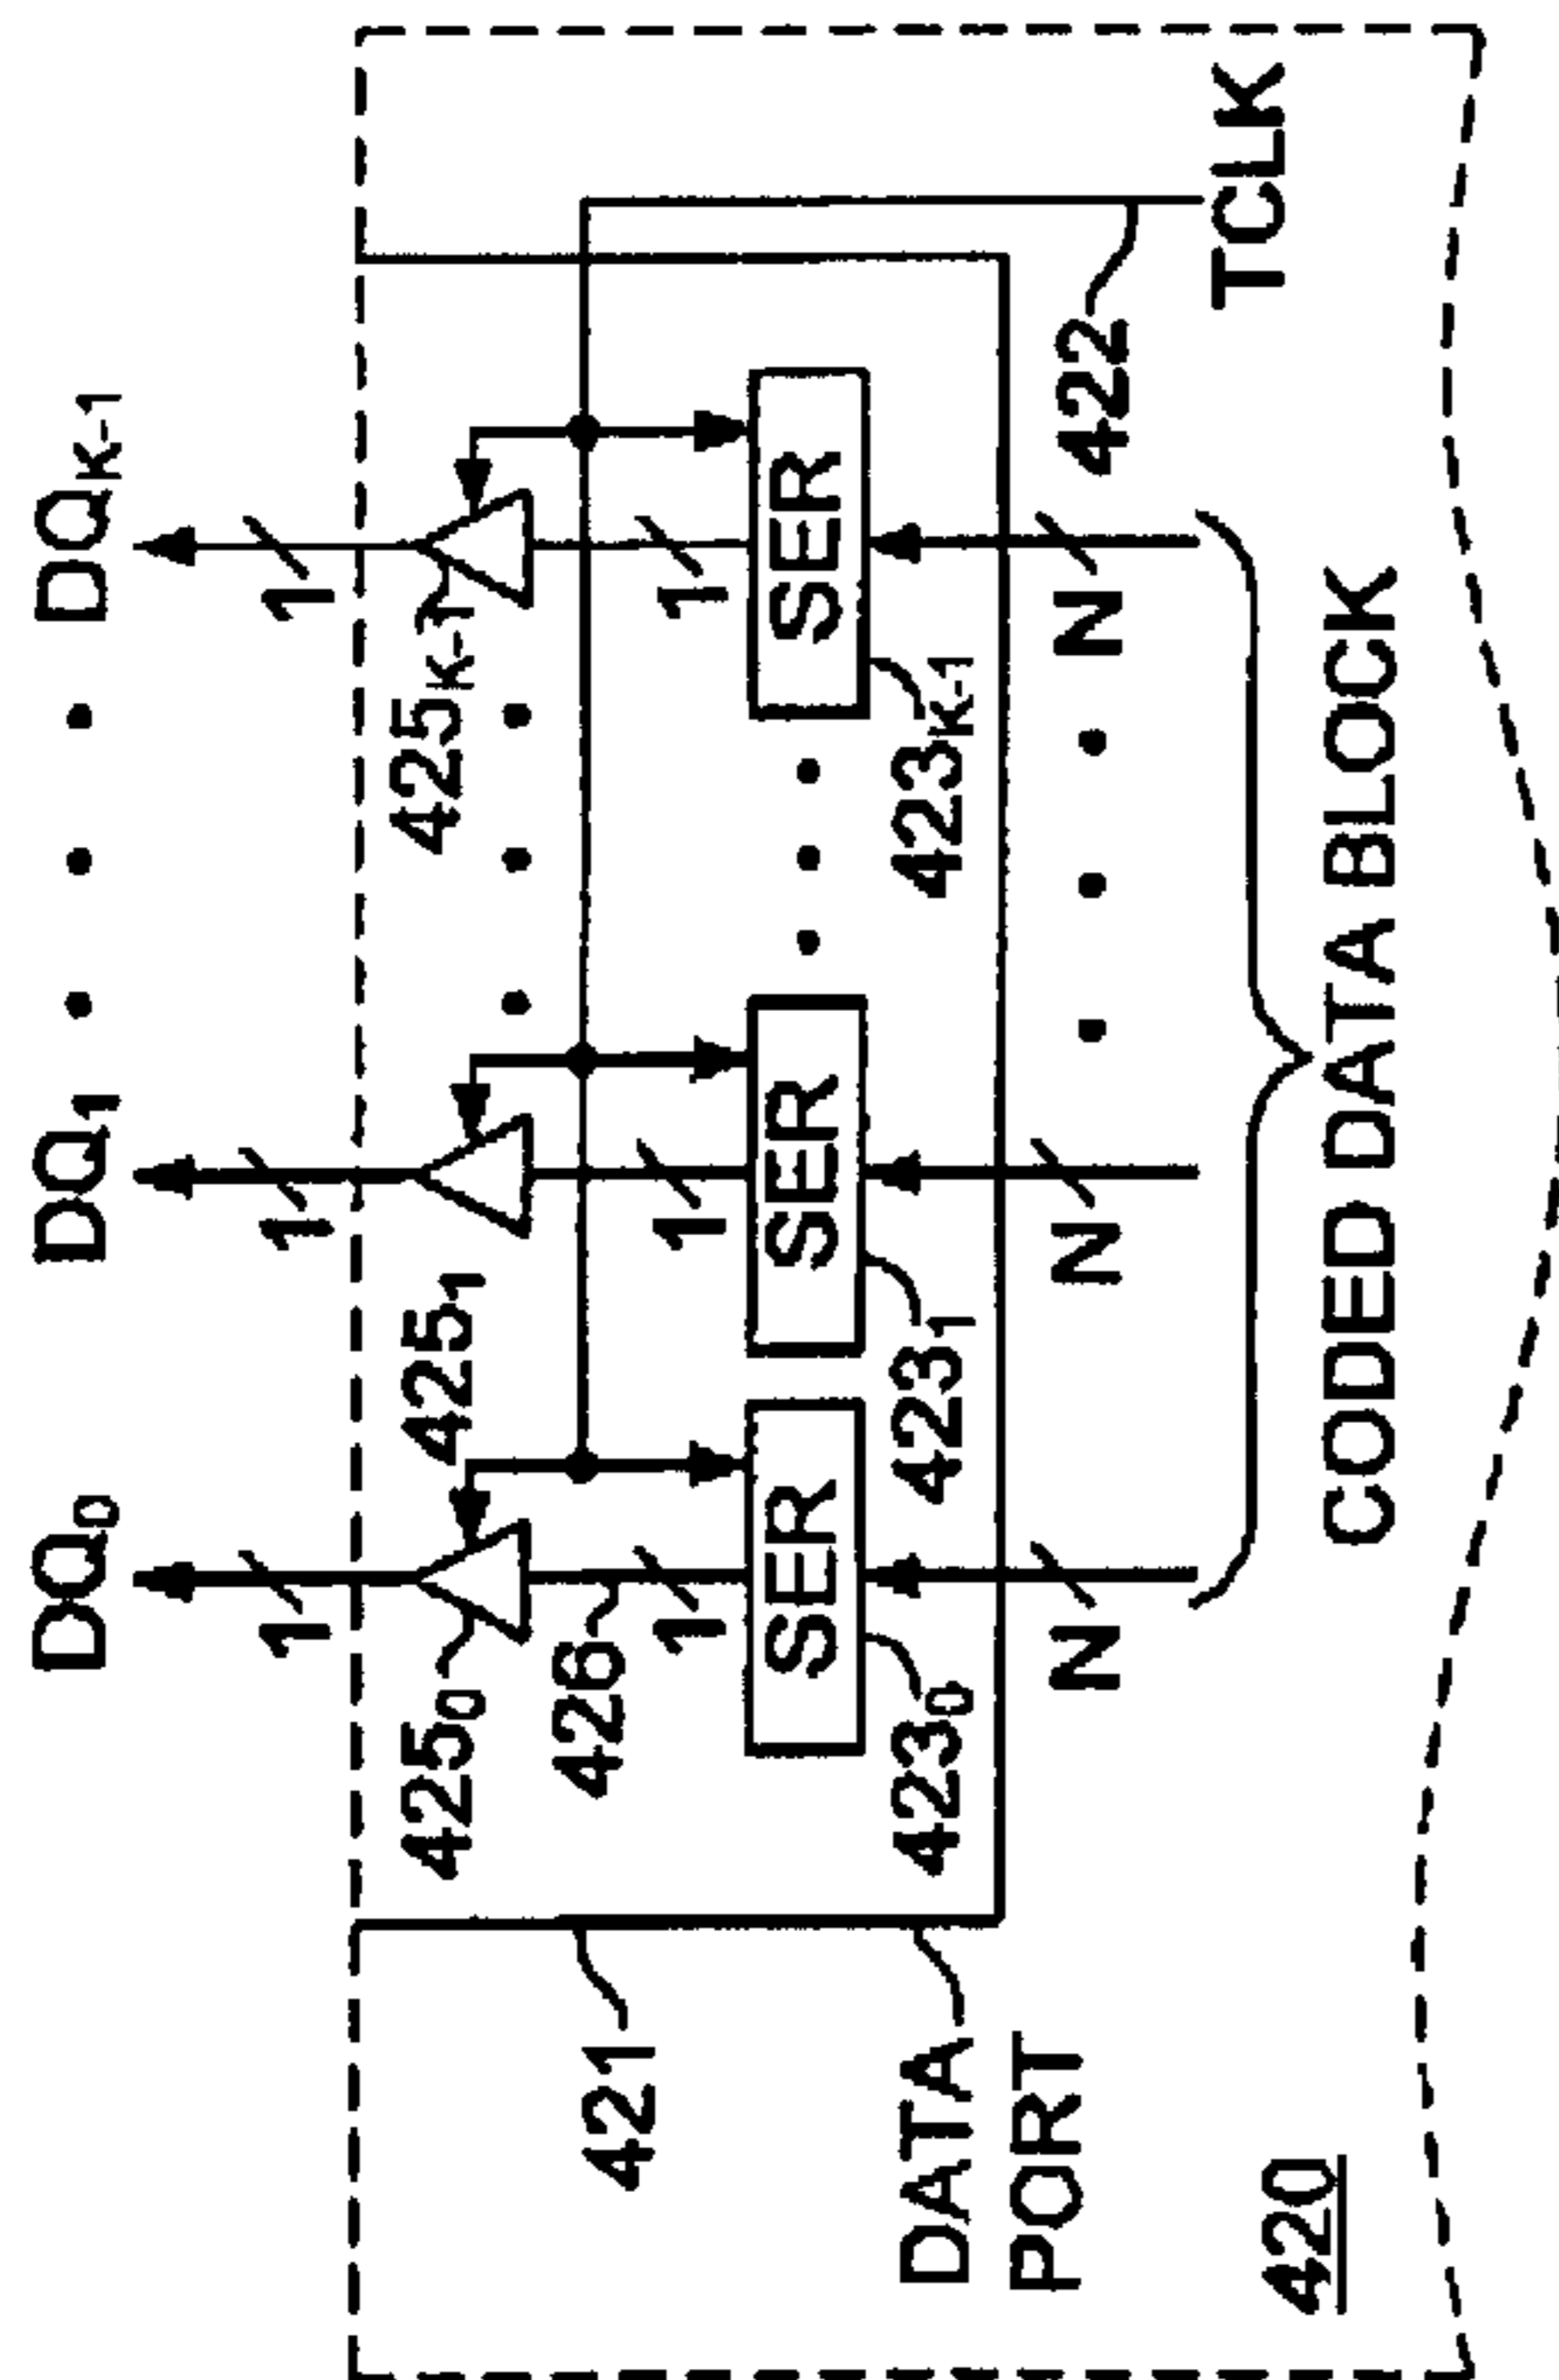 DQ₀ DQ₁ • • • DQK-1
1 1 1
425₀ 425₁ • • • 425K-1
421 426
1 1 1
SER SER • • • SER
DATA
PORT
423₀ 423₁ 423K-1
N N • • • N
422
TCLK
420
CODED DATA BLOCK